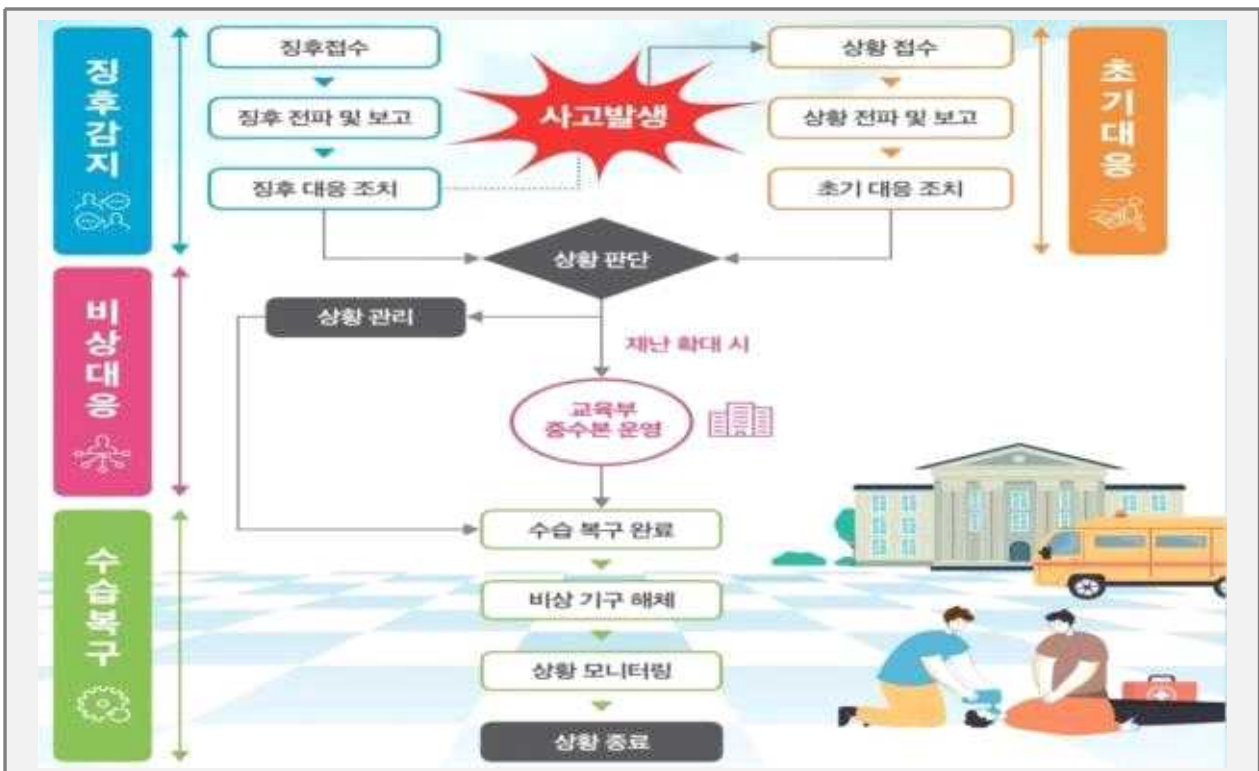 징후감지
징후접수
징후 전파 및 보고
징후 대응 조치
사고발생
상황 접수
상황 전파 및 보고
초기 대응 조치
초기대응
상황 판단
비상대응
상황 관리
재난 확대 시
교육부
중수본 운영
수습복구
수습 복구 완료
비상 기구 해체
상황 모니터링
상황 종료